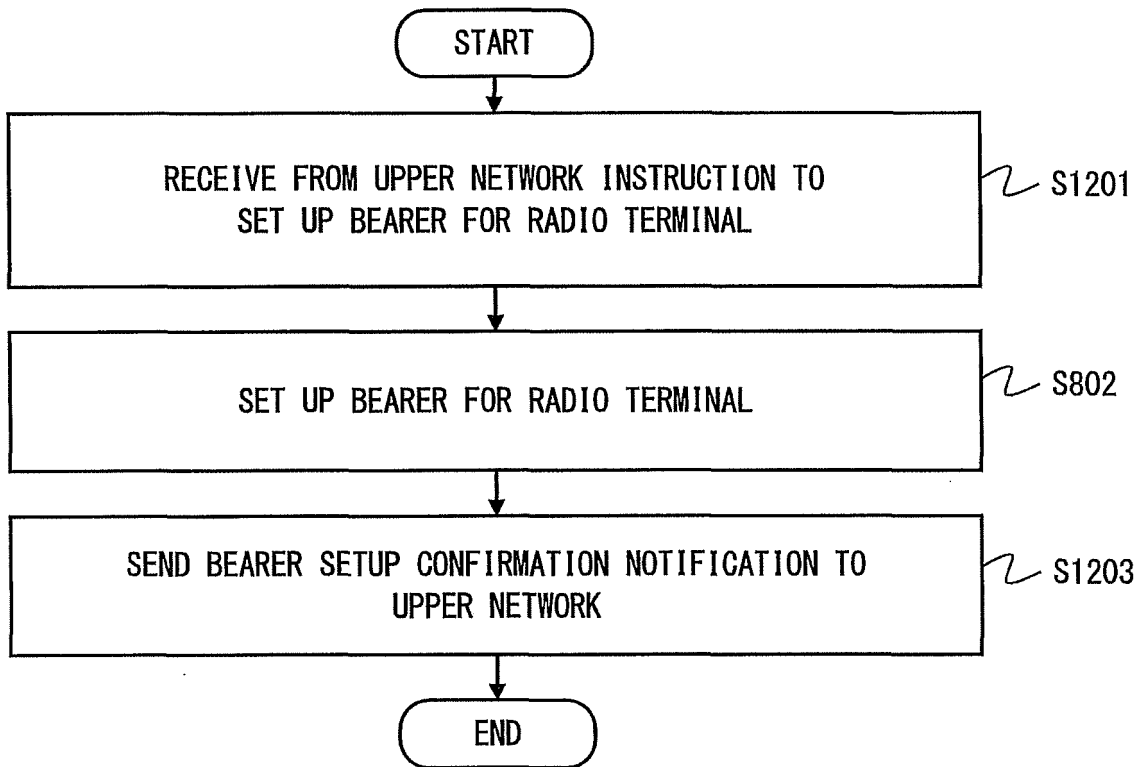 START
RECEIVE FROM UPPER NETWORK INSTRUCTION TO
SET UP BEARER FOR RADIO TERMINAL
S1201
SET UP BEARER FOR RADIO TERMINAL
S802
SEND BEARER SETUP CONFIRMATION NOTIFICATION TO
UPPER NETWORK
S1203
END